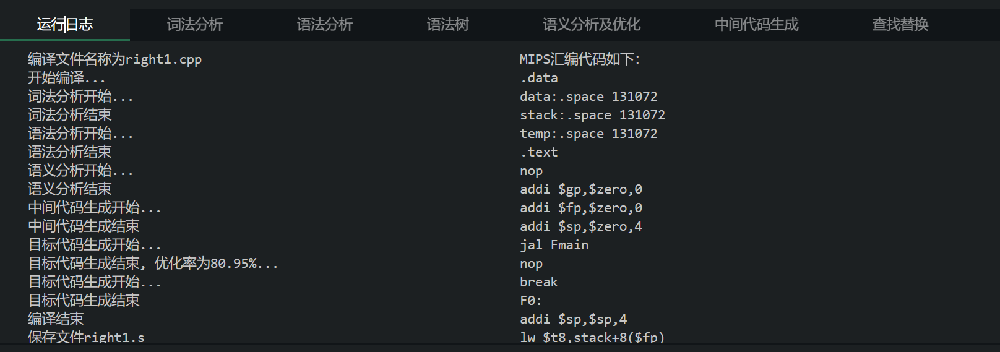 运行日志 词法分析 语法分析 语法树 语义分析及优化 中间代码生成 查找替换
编译文件名称为right1.cpp
开始编译...
词法分析开始...
词法分析结束
语法分析开始...
语法分析结束
语义分析开始...
语义分析结束
中间代码生成开始...
中间代码生成结束
目标代码生成开始...
目标代码生成结束, 优化率为80.95%...
目标代码生成开始...
目标代码生成结束
编译结束
保存文件right1.s
MIPS汇编代码如下:
.data
data:.space 131072
stack:.space 131072
temp:.space 131072
.text
nop
addi $gp,$zero,0
addi $fp,$zero,0
addi $sp,$zero,4
jal Fmain
nop
break
F0:
addi $sp,$sp,4
lw $t8,stack+8($fp)